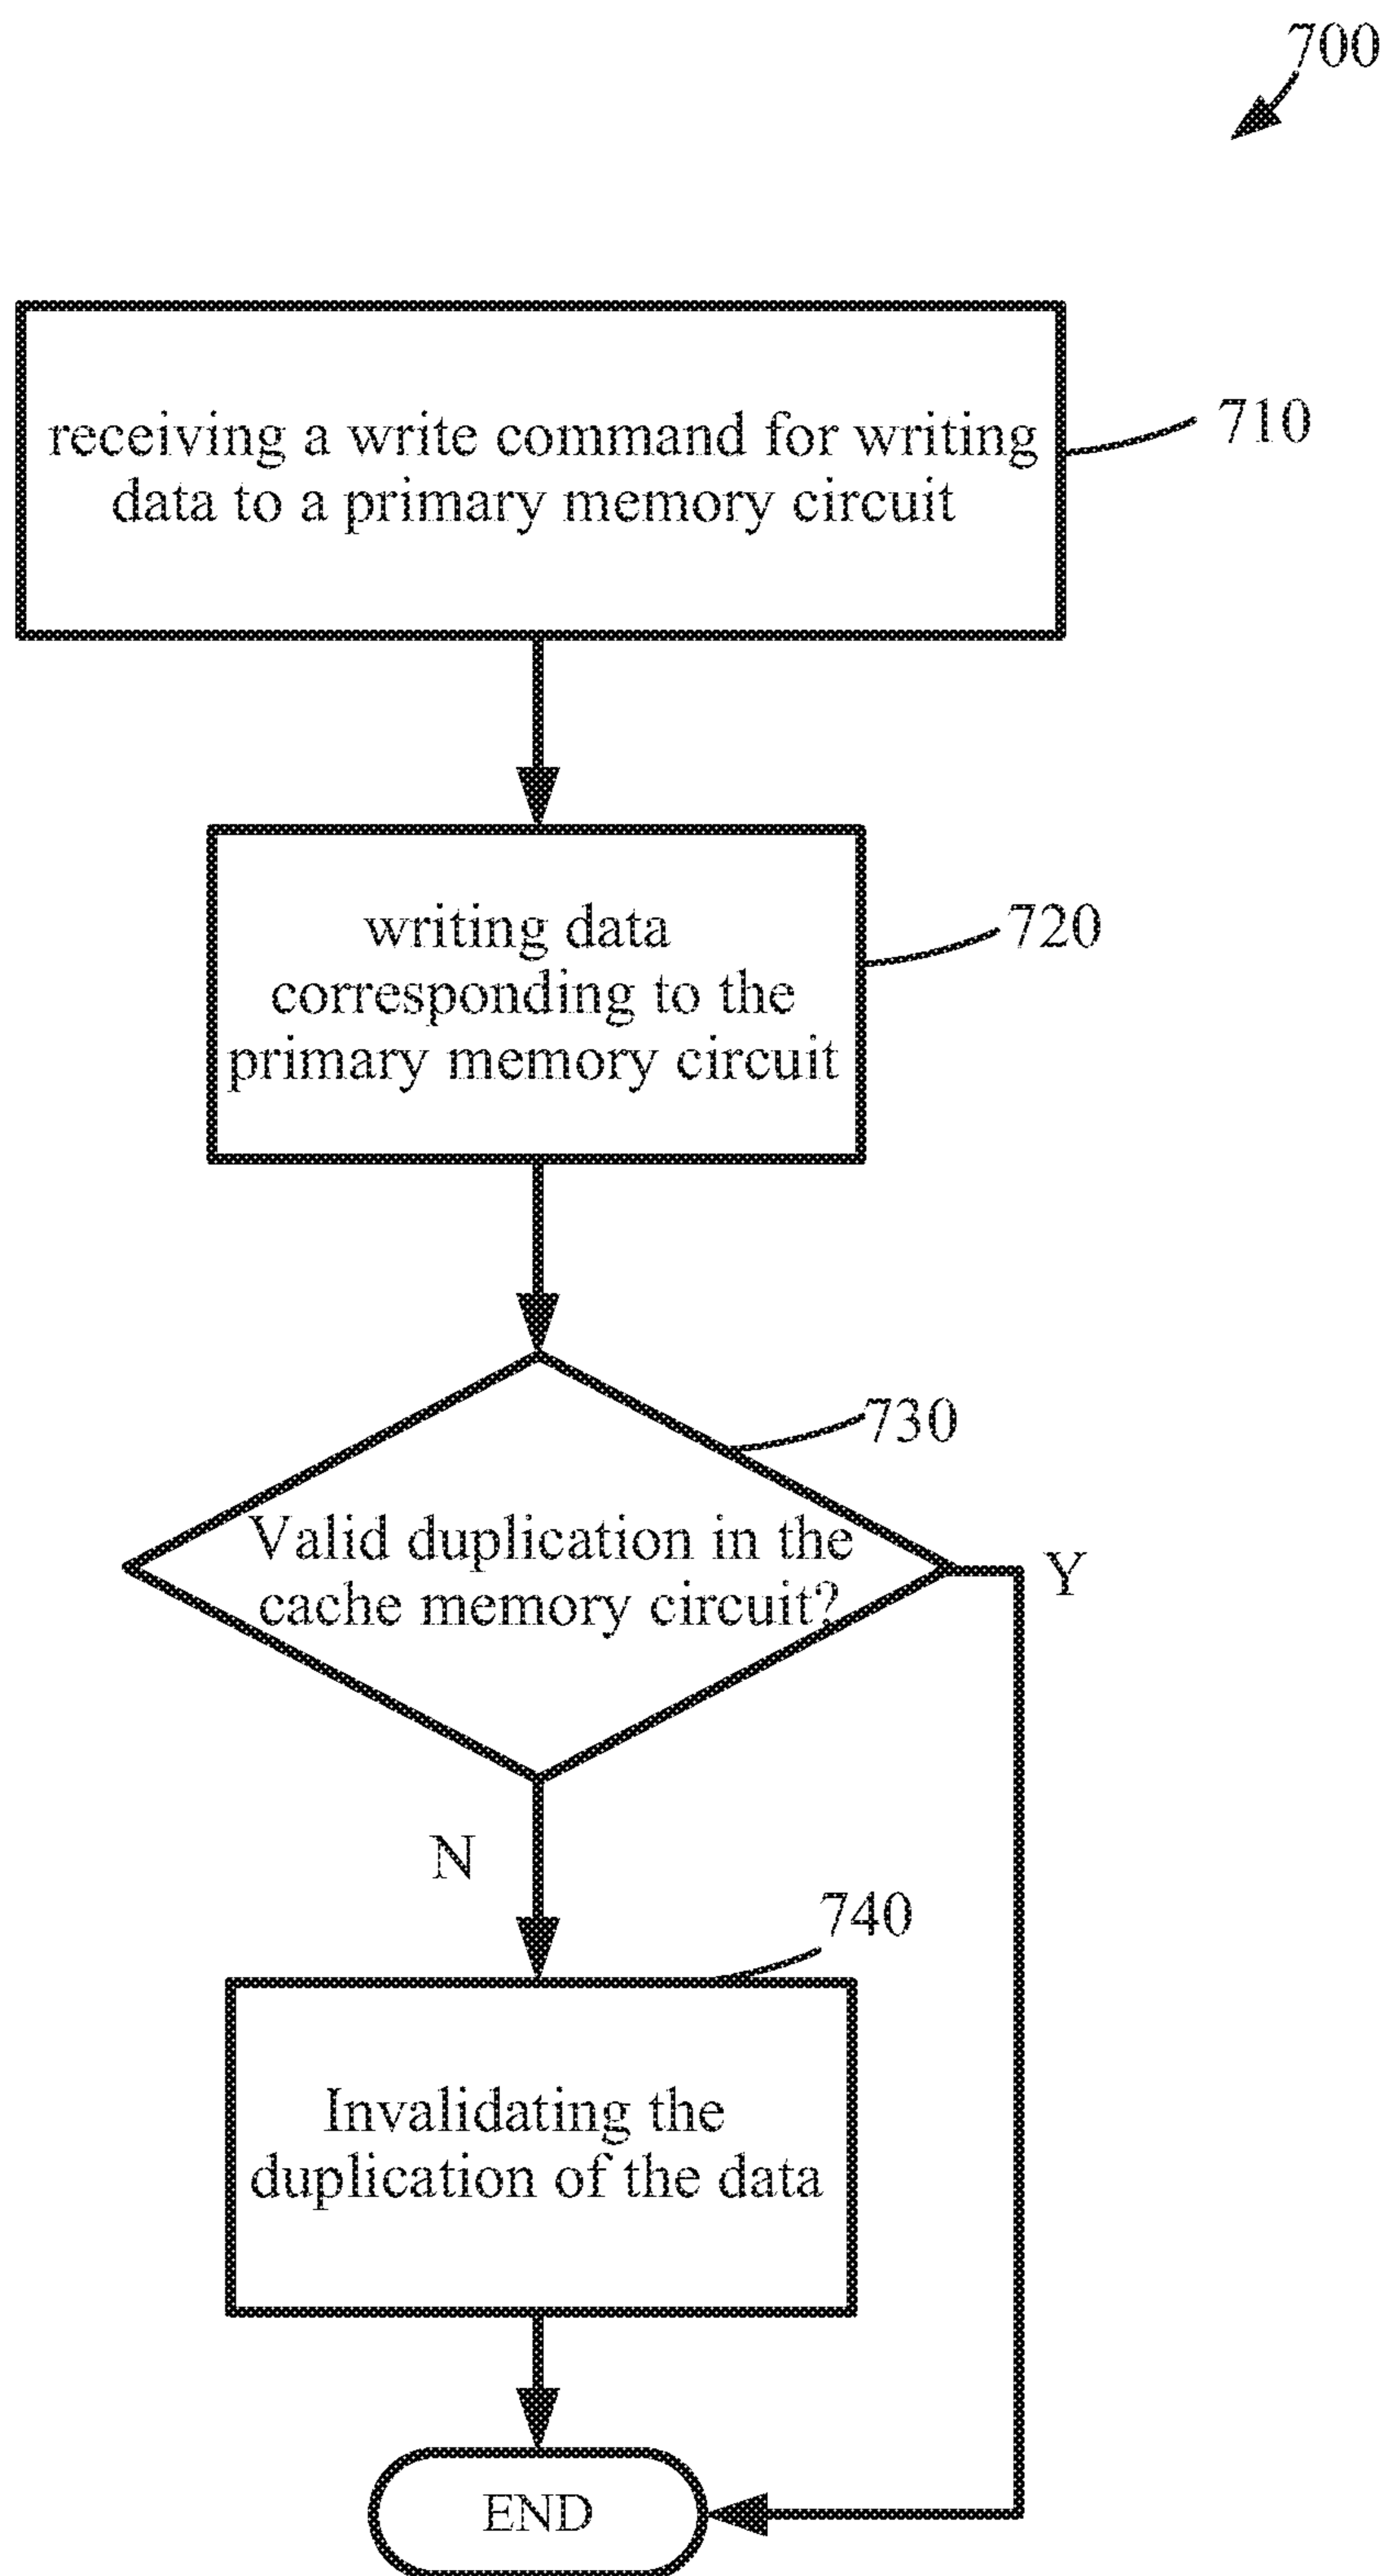 700
receiving a write command for writing
data to a primary memory circuit
710
writing data
corresponding to the
primary memory circuit
720
730
Valid duplication in the
cache memory circuit?
Y
N
740
Invalidating the
duplication of the data
END